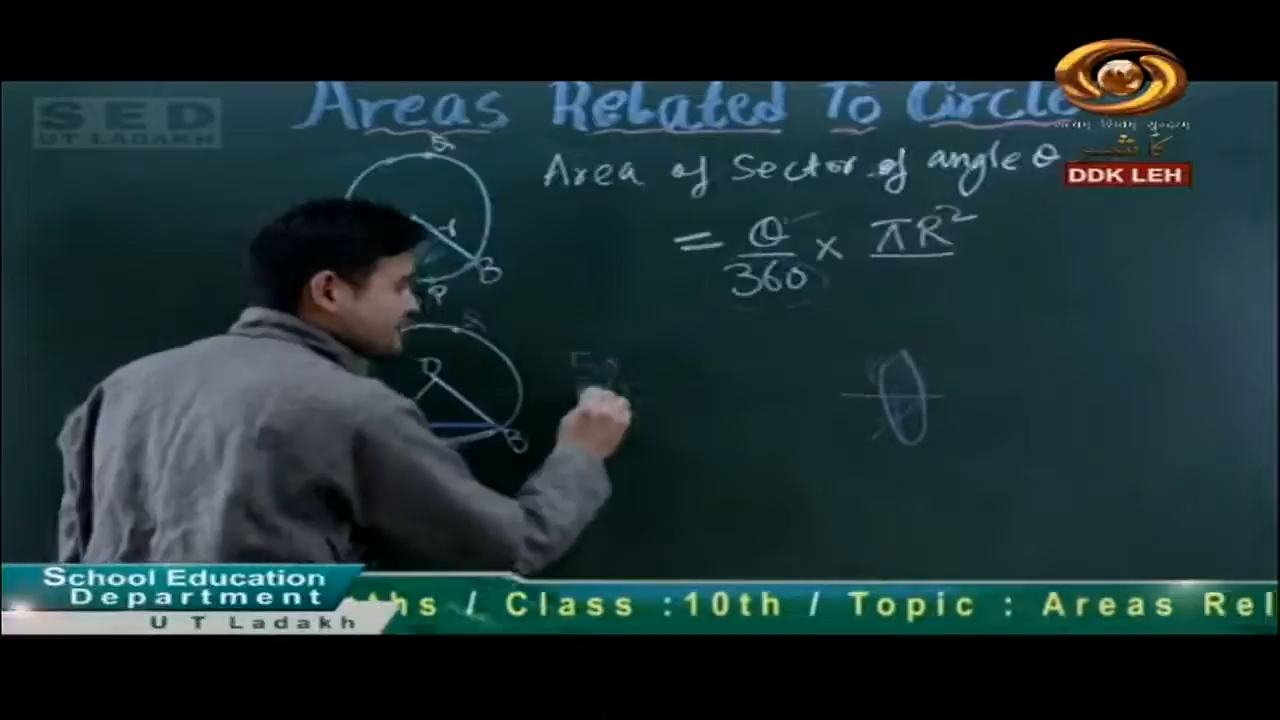 SED
UT LADAKH
Areas Related To Circle
Area of Sector of angle θ
= θ/360 × πR²
Q
r
B
P
O
B
DDK LEH
School Education
Department
UT Ladakh
ths / Class :10th / Topic : Areas Rel